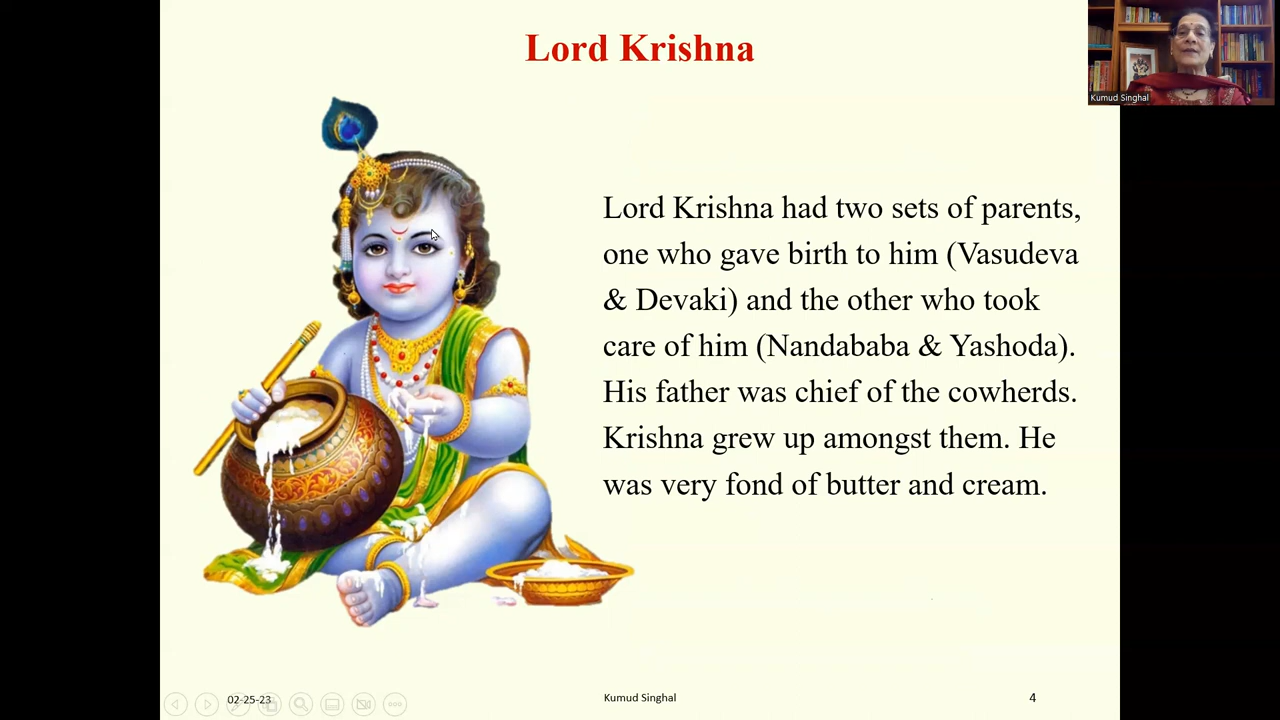 Lord Krishna
Kumud Singhal
Lord Krishna had two sets of parents,
one who gave birth to him (Vasudeva
& Devaki) and the other who took
care of him (Nandababa & Yashoda).
His father was chief of the cowherds.
Krishna grew up amongst them. He
was very fond of butter and cream.
02-25-23
Kumud Singhal
4